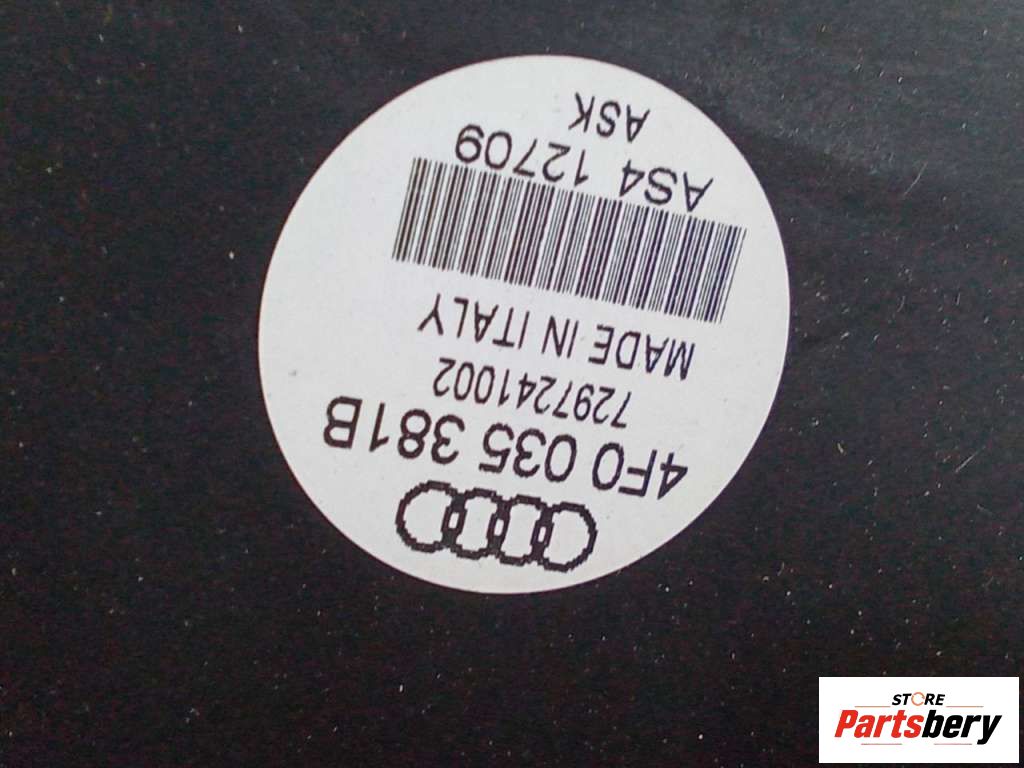 4F0 035 381B
7297241002
MADE IN ITALY
AS4 12709
ASK
STORE
Partsbery